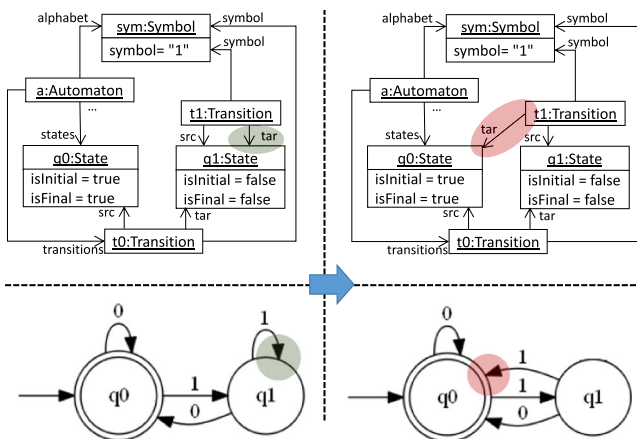 alphabet
sym:Symbol
symbol
symbol= "1"
symbol
a:Automaton
...
t1:Transition
states
src
tar
q0:State
isInitial = true
isFinal = true
q1:State
isInitial = false
isFinal = false
src
tar
transitions
t0:Transition
alphabet
sym:Symbol
symbol
symbol= "1"
symbol
a:Automaton
...
t1:Transition
tar
states
src
q0:State
isInitial = true
isFinal = true
q1:State
isInitial = false
isFinal = false
src
tar
transitions
t0:Transition
0
1
q0
1
q1
0
0
1
q0
1
q1
0